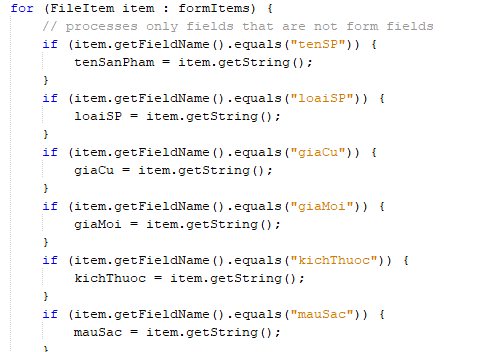 for (FileItem item : formItems) {
// processes only fields that are not form fields
if (item.getFieldName().equals("tenSP")) {
tenSanPham = item.getString();
}
if (item.getFieldName().equals("loaiSP")) {
loaiSP = item.getString();
}
if (item.getFieldName().equals("giaCu")) {
giaCu = item.getString();
}
if (item.getFieldName().equals("giaMoi")) {
giaMoi = item.getString();
}
if (item.getFieldName().equals("kichThuoc")) {
kichThuoc = item.getString();
}
if (item.getFieldName().equals("mauSac")) {
mauSac = item.getString();
}